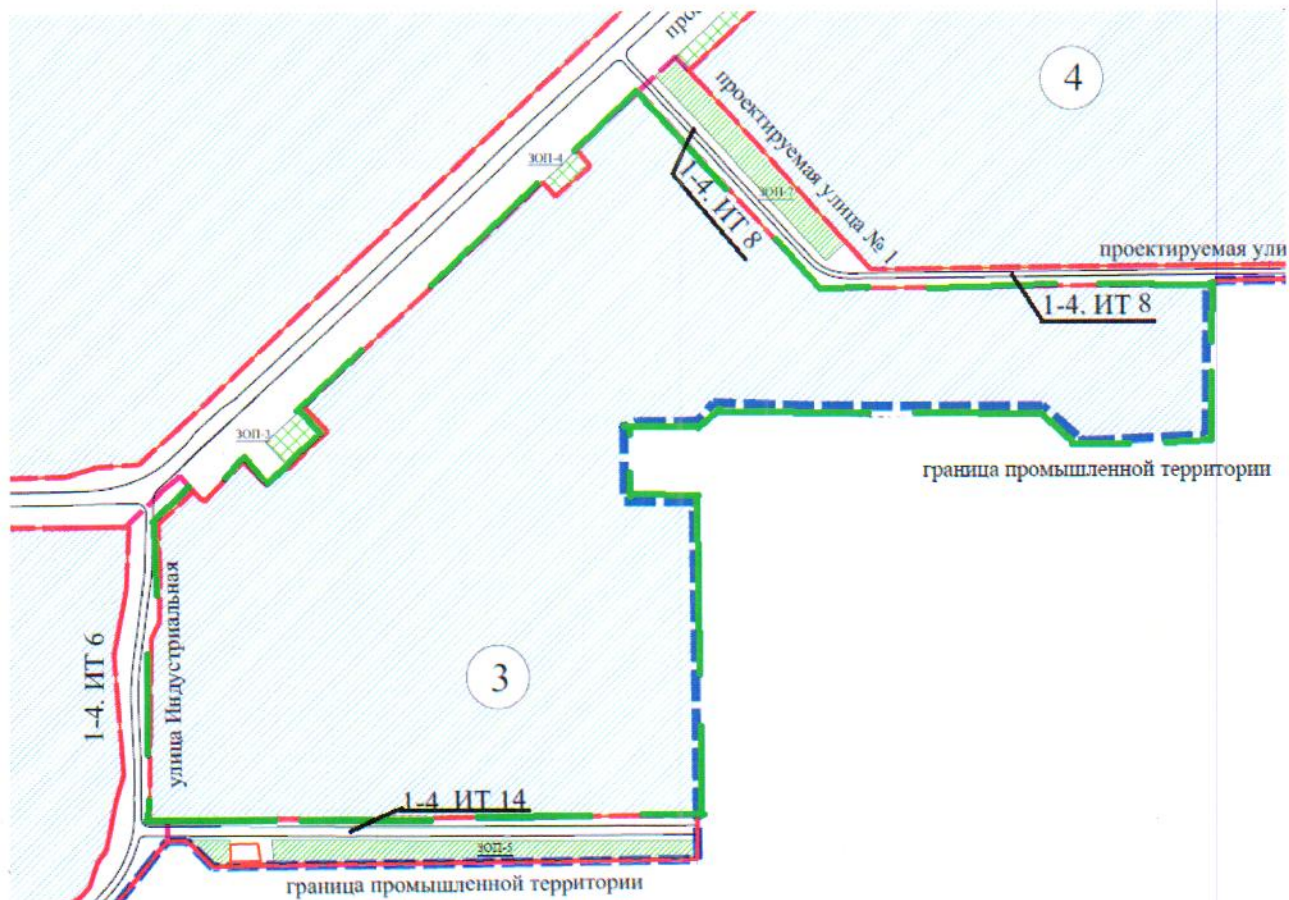 4
проектируемая улица № 1
ЗОП-4
1-4. ИТ 8
проектируемая ули
1-4. ИТ 8
ЗОП-3
граница промышленной территории
улица Индустриальная
1-4. ИТ 6
3
1-4. ИТ 14
ЗОП-5
граница промышленной территории